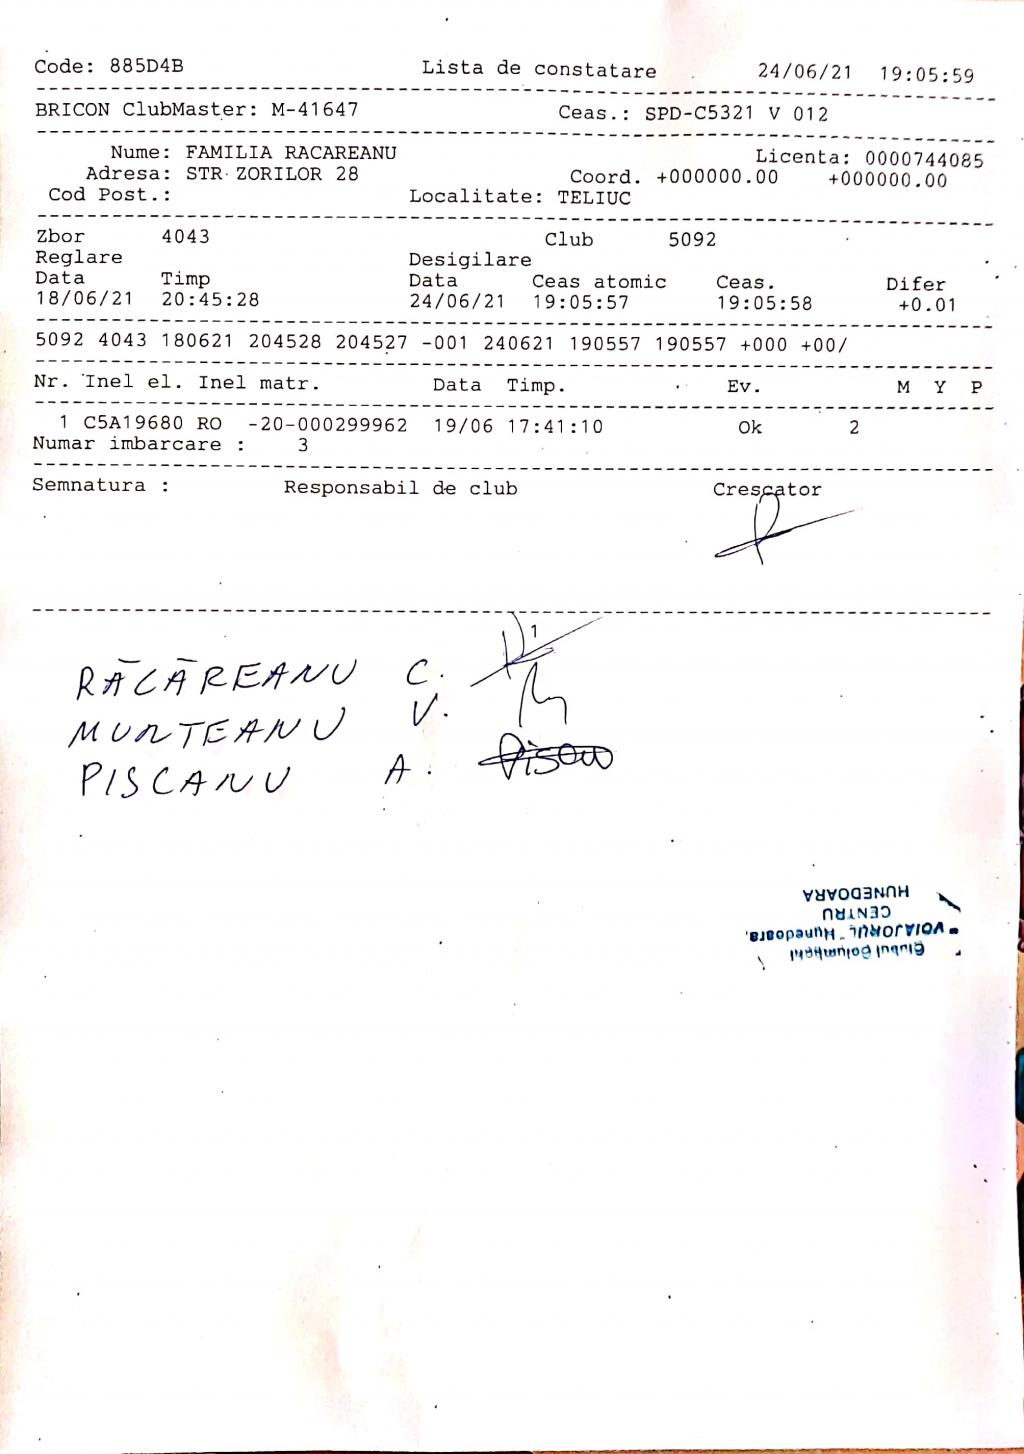 Code: 885D4B Lista de constatare 24/06/21 19:05:59
BRICON ClubMaster: M-41647 Ceas.: SPD-C5321 V 012
Nume: FAMILIA RACAREANU Licenta: 0000744085
Adresa: STR ZORILOR 28 Coord. +000000.00 +000000.00
Cod Post.: Localitate: TELIUC
Zbor 4043 Club 5092
Reglare Desigilare
Data Timp Data Ceas atomic Ceas. Difer
18/06/21 20:45:28 24/06/21 19:05:57 19:05:58 +0.01
5092 4043 180621 204528 204527 -001 240621 190557 190557 +000 +00/
Nr. Inel el. Inel matr. Data Timp. Ev. M Y P
1 C5A19680 RO -20-000299962 19/06 17:41:10 Ok 2
Numar imbarcare : 3
Semnatura : Responsabil de club Crescator
1
RĂCĂREANU C.
MUNTEANU V.
PISCANU A.
Clubul Columbofil
"VOIAJORUL" Hunedoara
CENTRU
HUNEDOARA